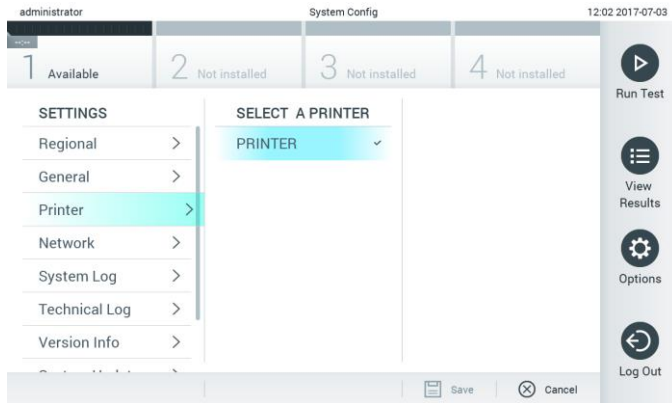 administrator
System Config
12:02 2017-07-03
1 Available
2 Not installed
3 Not installed
4 Not installed
SETTINGS
Regional
General
Printer
Network
System Log
Technical Log
Version Info
SELECT A PRINTER
PRINTER
Run Test
View
Results
Options
Log Out
Save
Cancel